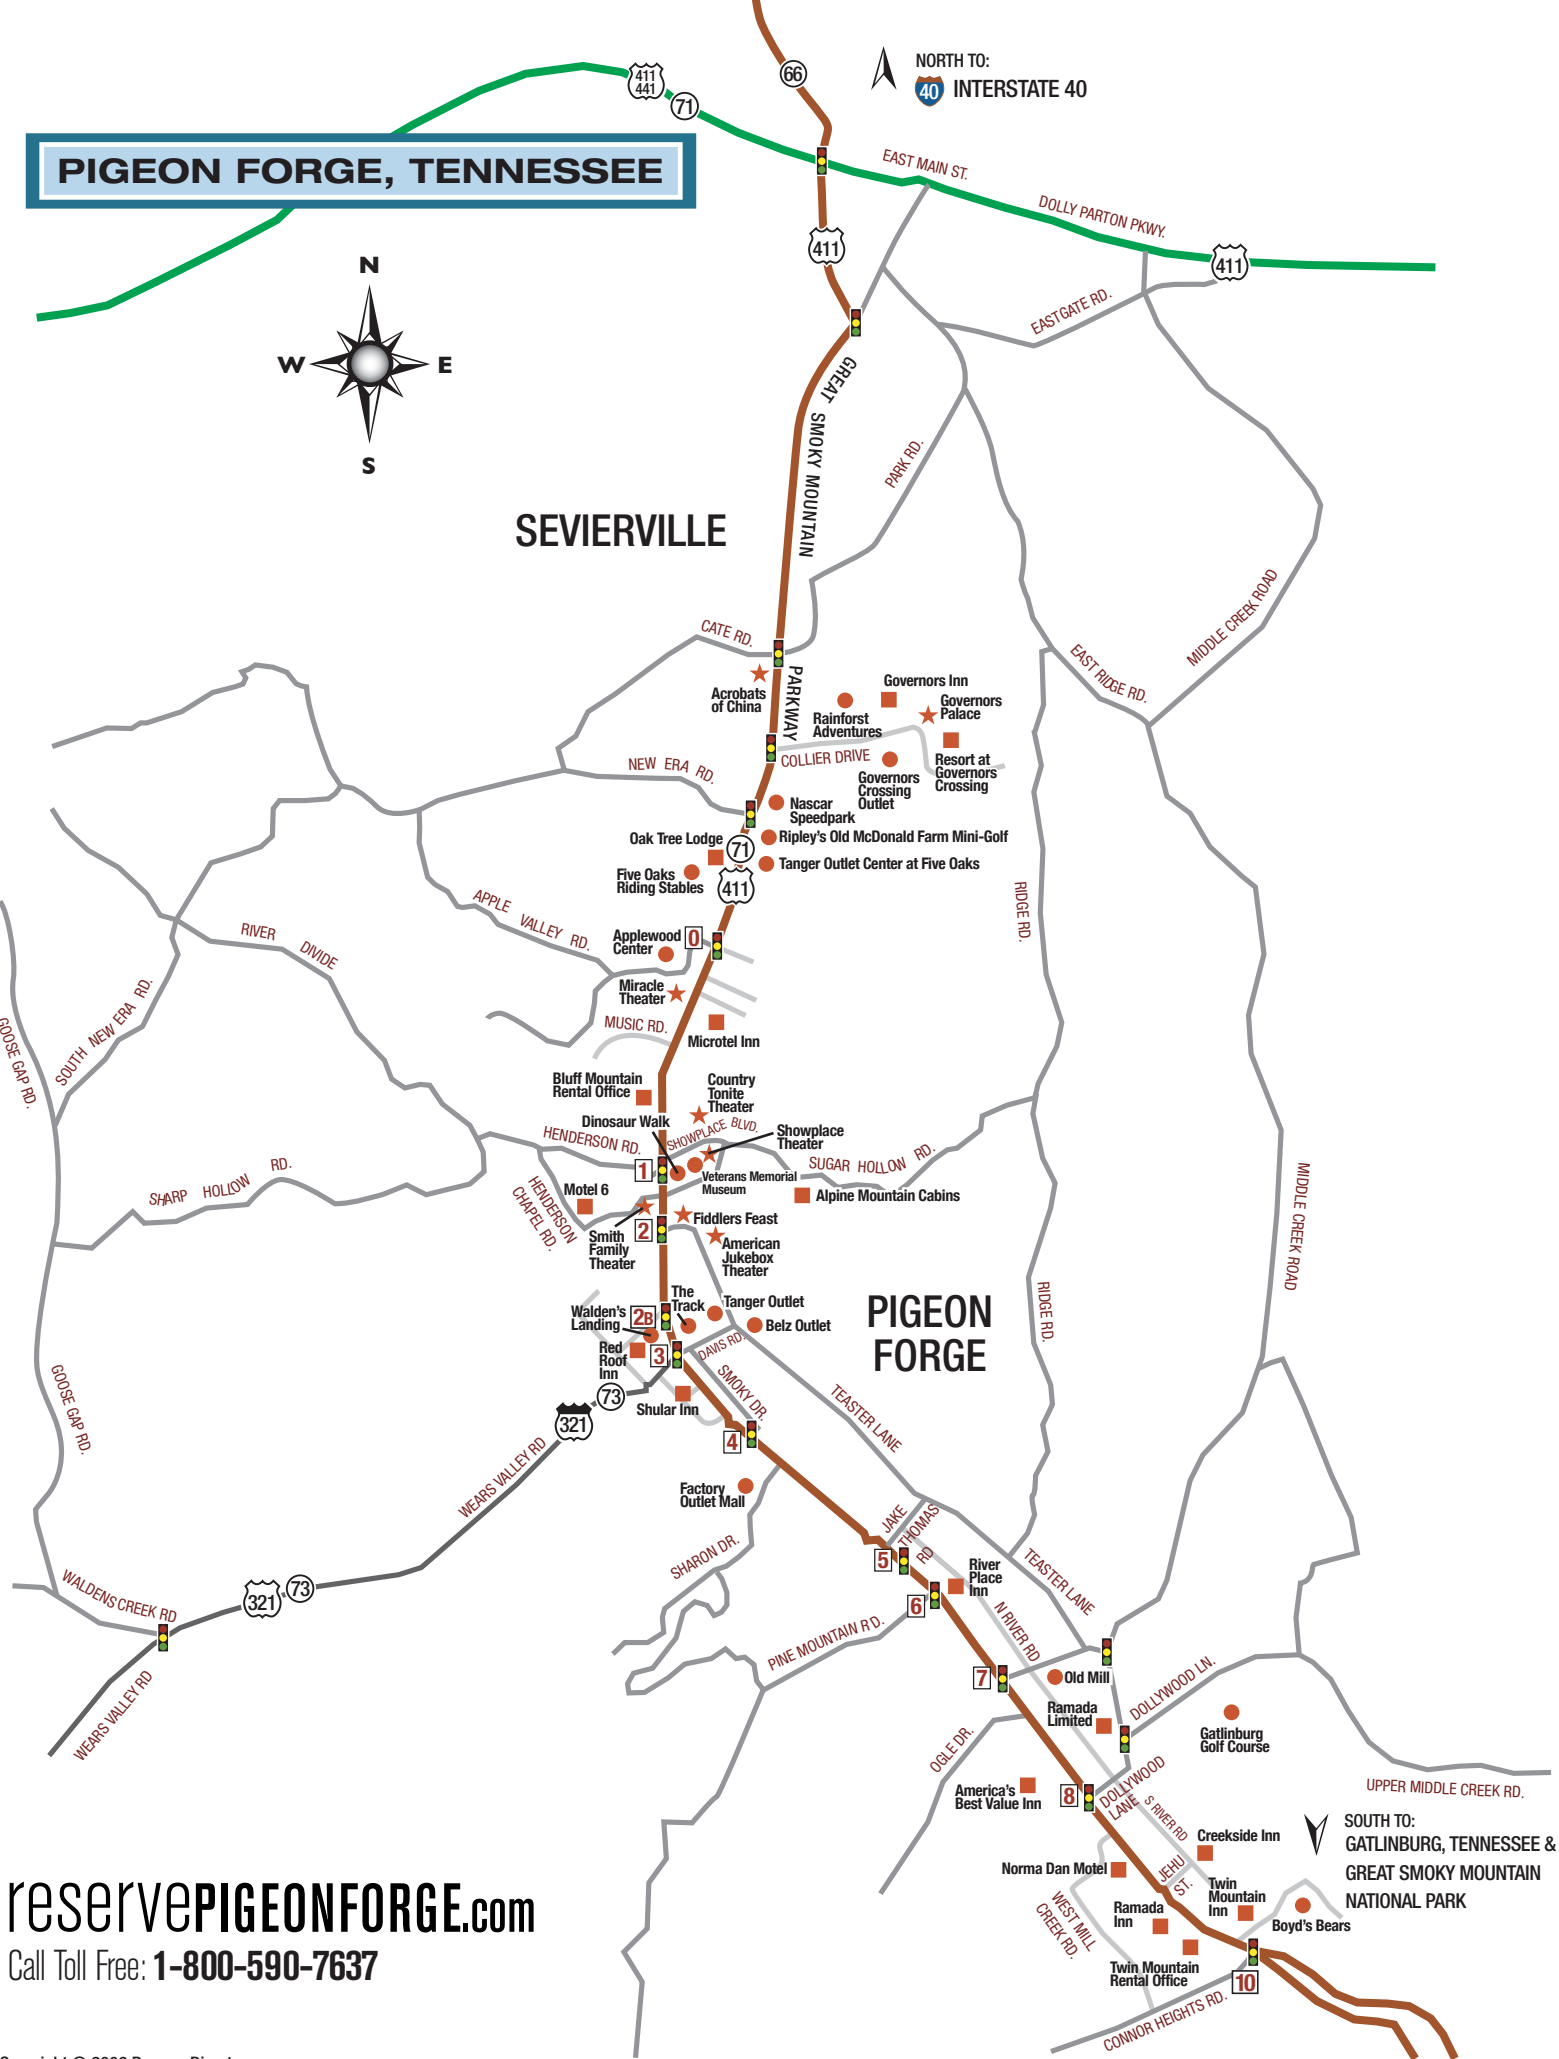 66
NORTH TO:
40 INTERSTATE 40
411
441
71
PIGEON FORGE, TENNESSEE
EAST MAIN ST.
DOLLY PARTON PKWY.
411
411
N
W E
S
EASTGATE RD.
GREAT SMOKY MOUNTAIN PARKWAY
PARK RD.
SEVIERVILLE
MIDDLE CREEK ROAD
CATE RD.
EAST RIDGE RD.
Acrobats
of China
Governors Inn
Governors
Palace
Rainforst
Adventures
COLLIER DRIVE
Resort at
Governors
Crossing
Governors
Crossing
Outlet
NEW ERA RD.
Nascar
Speedpark
Oak Tree Lodge
71
Ripley's Old McDonald Farm Mini-Golf
Tanger Outlet Center at Five Oaks
Five Oaks
Riding Stables
411
RIDGE RD.
APPLE VALLEY RD.
RIVER DIVIDE
Applewood
Center
0
Miracle
Theater
SOUTH NEW ERA RD.
GOOSE GAP RD.
MUSIC RD.
Microtel Inn
Bluff Mountain
Rental Office
Country
Tonite
Theater
Dinosaur Walk
SHOWPLACE BLVD.
Showplace
Theater
HENDERSON RD.
1
SUGAR HOLLOW RD.
Veterans Memorial
Museum
Alpine Mountain Cabins
SHARP HOLLOW RD.
HENDERSON
CHAPEL RD.
Motel 6
Smith
Family
Theater
2
Fiddlers Feast
American
Jukebox
Theater
MIDDLE CREEK ROAD
RIDGE RD.
PIGEON
FORGE
The
Track
Tanger Outlet
Walden's
Landing
2B
Belz Outlet
Red
Roof
Inn
3
DAVIS RD.
SMOKY DR.
73
321
Shular Inn
4
TEASTER LANE
GOOSE GAP RD.
WEARS VALLEY RD
Factory
Outlet Mall
JAKE
THOMAS
RD
SHARON DR.
5
River
Place
Inn
TEASTER LANE
WALDENS CREEK RD
321
73
6
N RIVER RD
PINE MOUNTAIN RD.
7
Old Mill
WEARS VALLEY RD
Ramada
Limited
DOLLYWOOD LN.
Gatlinburg
Golf Course
OGLE DR.
America's
Best Value Inn
8
DOLLYWOOD
LANE
S RIVER RD
UPPER MIDDLE CREEK RD.
SOUTH TO:
GATLINBURG, TENNESSEE &
GREAT SMOKY MOUNTAIN
NATIONAL PARK
Creekside Inn
Norma Dan Motel
JEHU
ST.
Twin
Mountain
Inn
WEST MILL
CREEK RD.
Ramada
Inn
Boyd's Bears
Twin Mountain
Rental Office
10
CONNOR HEIGHTS RD.
reservePIGEONFORGE.com
Call Toll Free: 1-800-590-7637